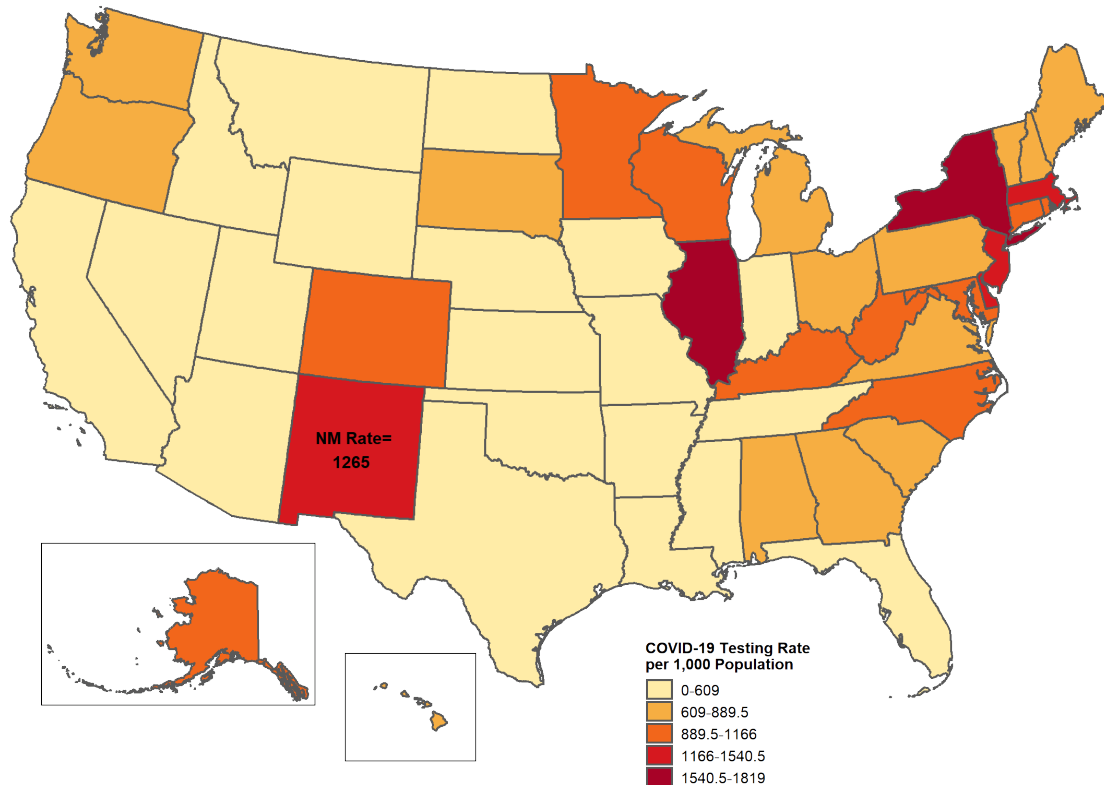 NM Rate=
1265
COVID-19 Testing Rate
per 1,000 Population
0-609
609-889.5
889.5-1166
1166-1540.5
1540.5-1819